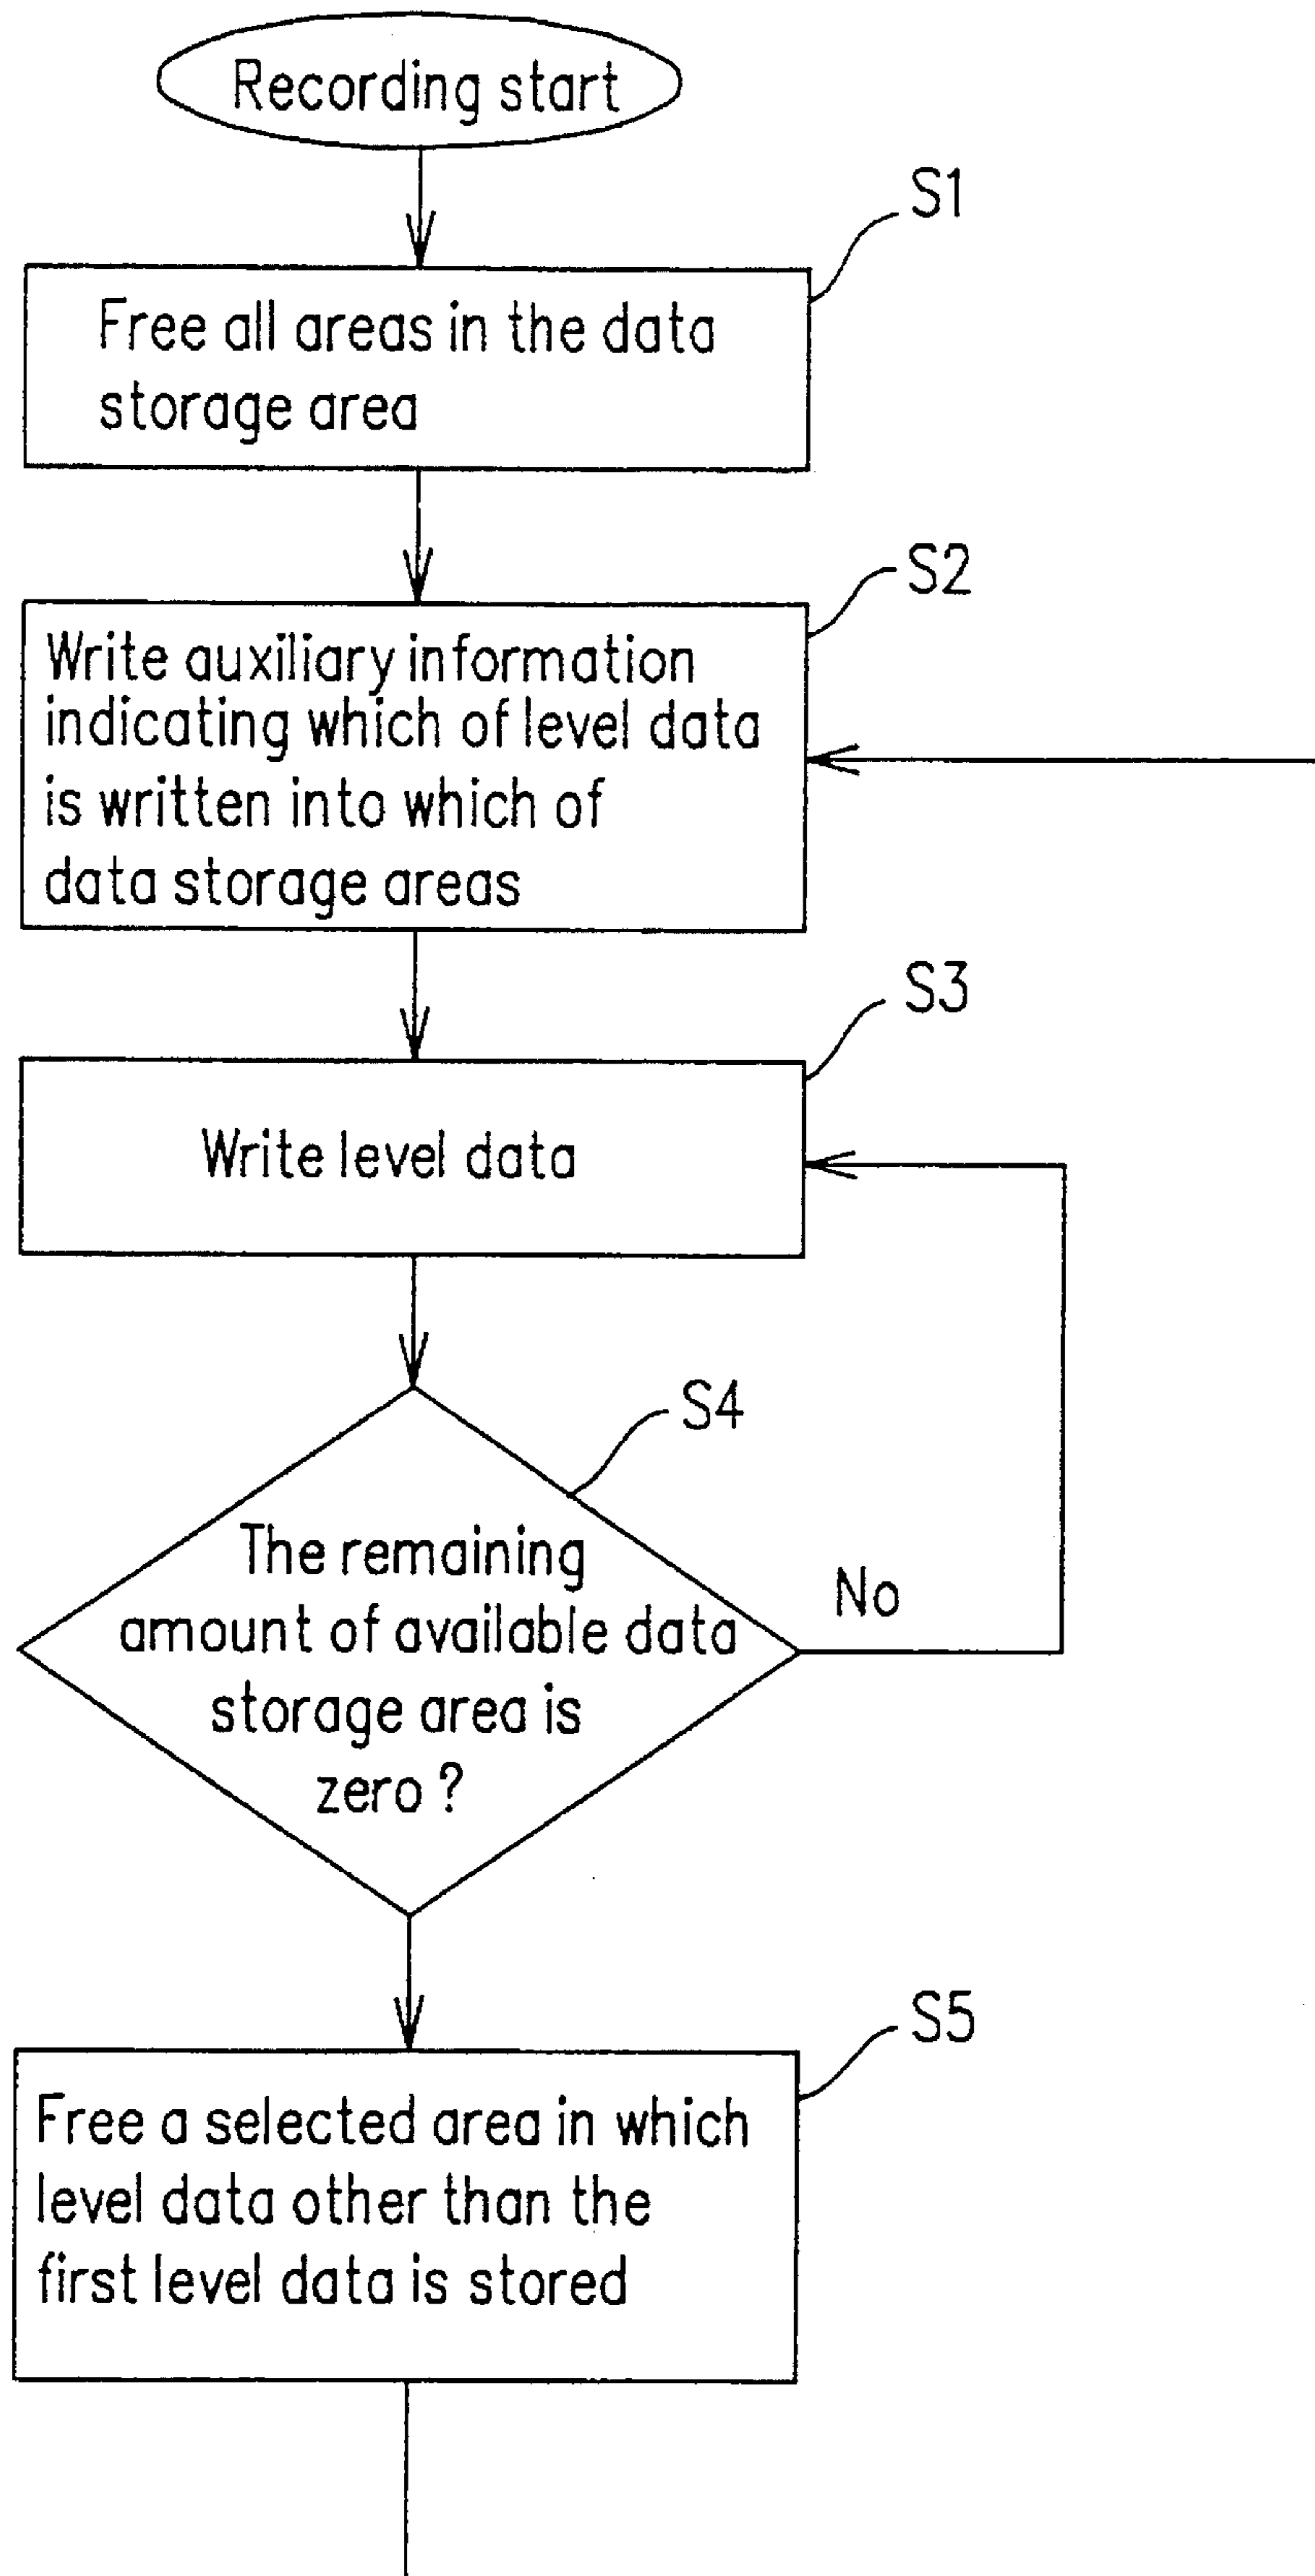 Recording start
S1
Free all areas in the data
storage area
S2
Write auxiliary information
indicating which of level data
is written into which of
data storage areas
S3
Write level data
S4
The remaining
amount of available data
storage area is
zero ?
No
S5
Free a selected area in which
level data other than the
first level data is stored